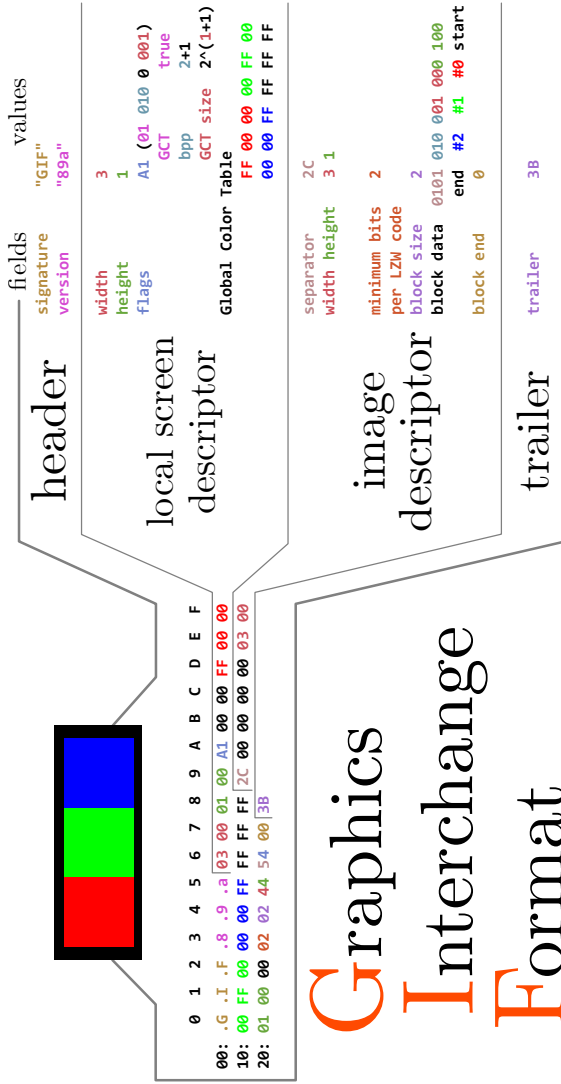 0 1 2 3 4 5 6 7 8 9 A B C D E F
00: .G .I .F .8 .9 .a 03 00 01 00 A1 00 00 FF 00 00
10: 00 FF 00 00 00 FF FF FF FF 2C 00 00 00 00 03 00
20: 01 00 00 02 02 44 54 00 3B
Graphics
Interchange
Format
fields values
header
signature "GIF"
version "89a"
local screen
descriptor
width 3
height 1
flags A1 (01 010 0 001)
GCT true
bpp 2+1
GCT size 2^(1+1)
Global Color Table
FF 00 00 00 FF 00
00 00 FF FF FF FF
image
descriptor
separator 2C
width height 3 1
minimum bits 2
per LZW code
block size 2
block data 0101 010 001 000 100
end #2 #1 #0 start
block end 0
trailer
trailer 3B